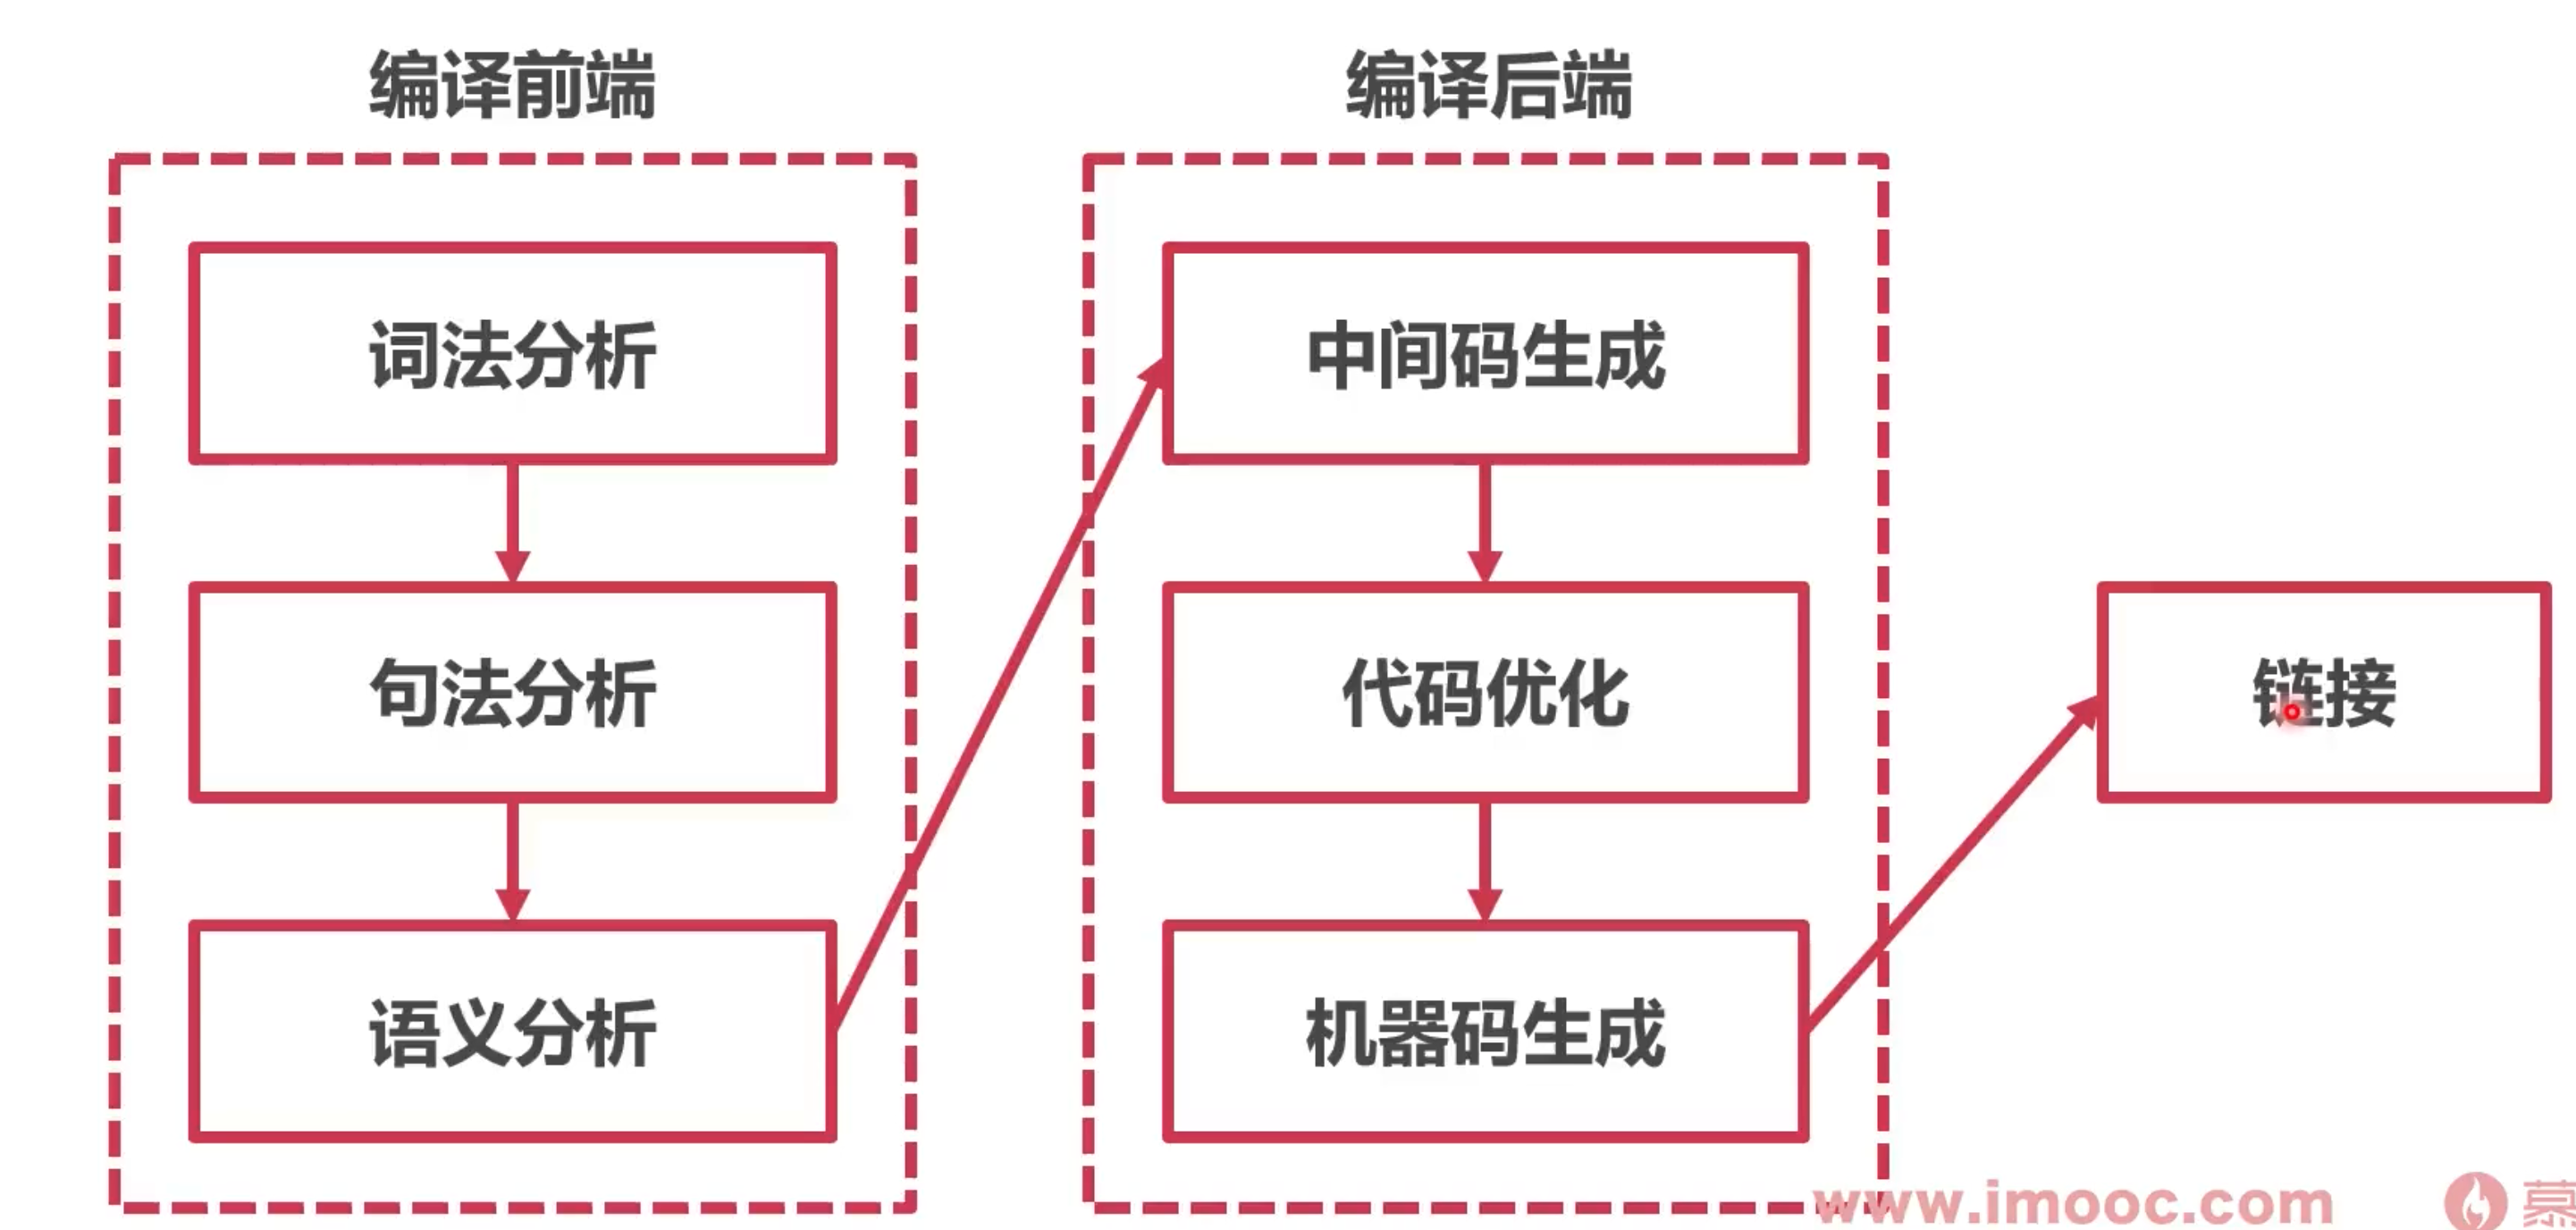 编译前端
词法分析
句法分析
语义分析
编译后端
中间码生成
代码优化
机器码生成
链接
www.imooc.com
慕